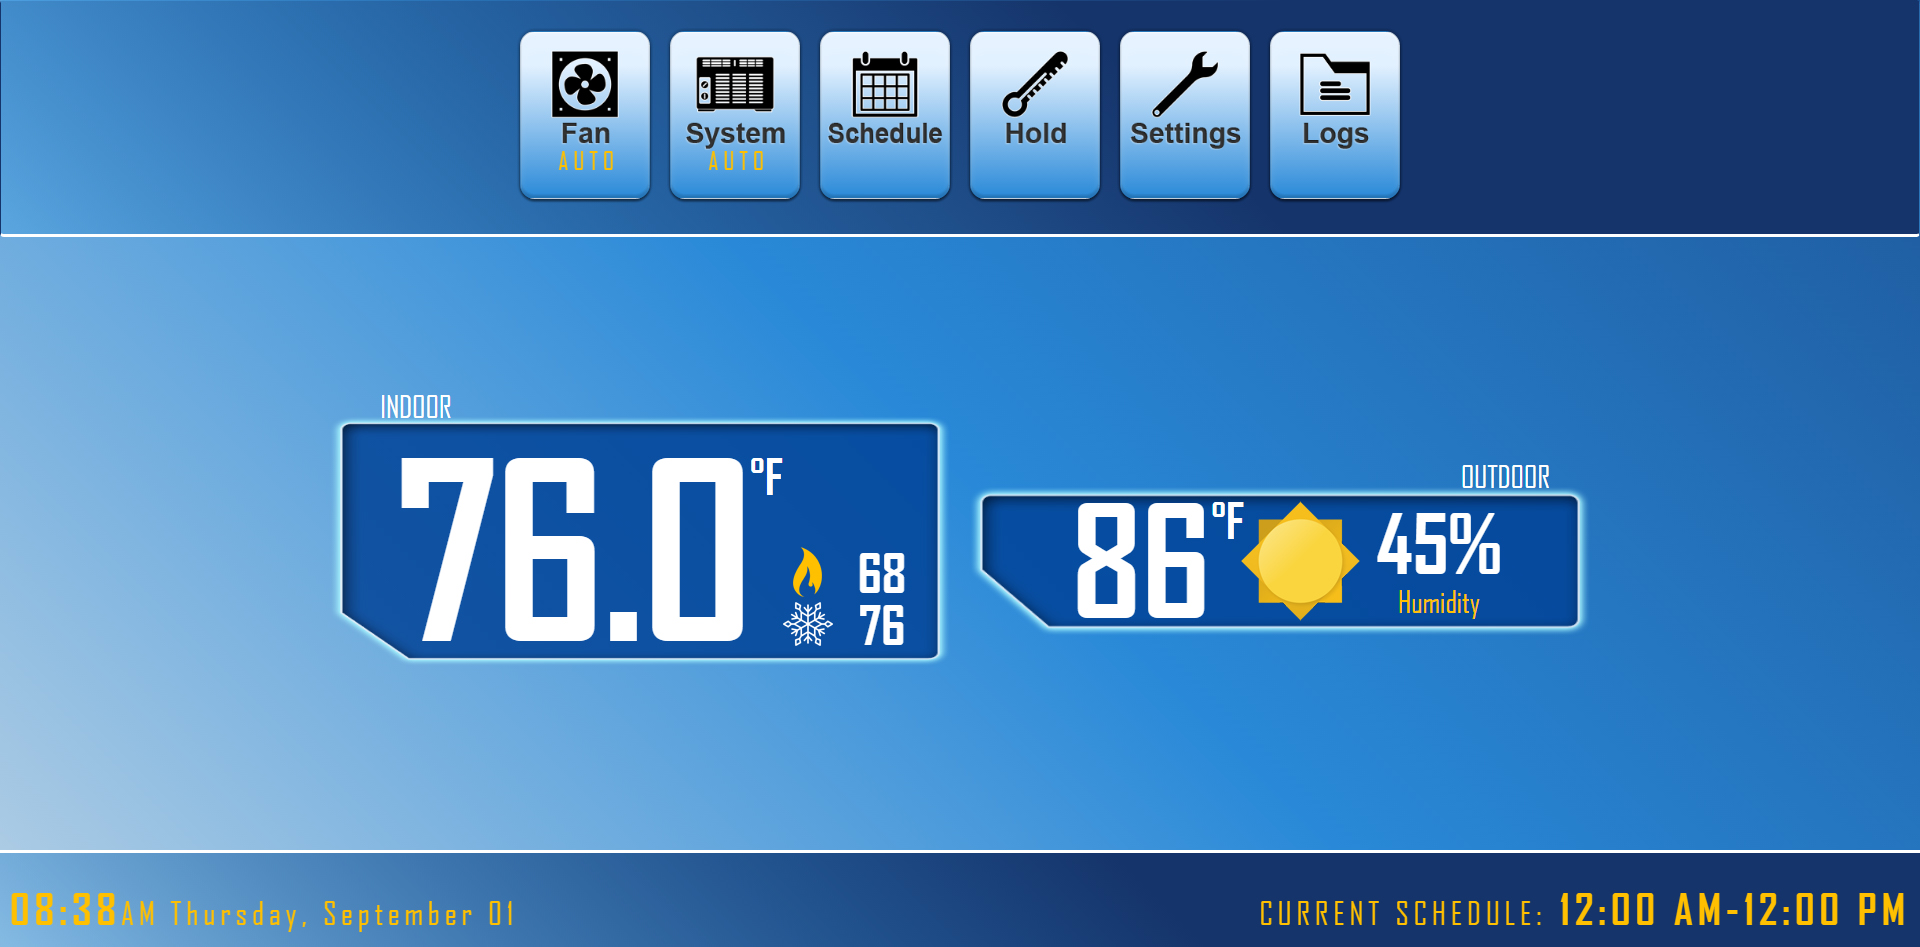 Fan
AUTO
System
AUTO
Schedule
Hold
Settings
Logs
INDOOR
76.0°F
68
76
OUTDOOR
86°F
45%
Humidity
08:38AM Thursday, September 01
CURRENT SCHEDULE: 12:00 AM-12:00 PM